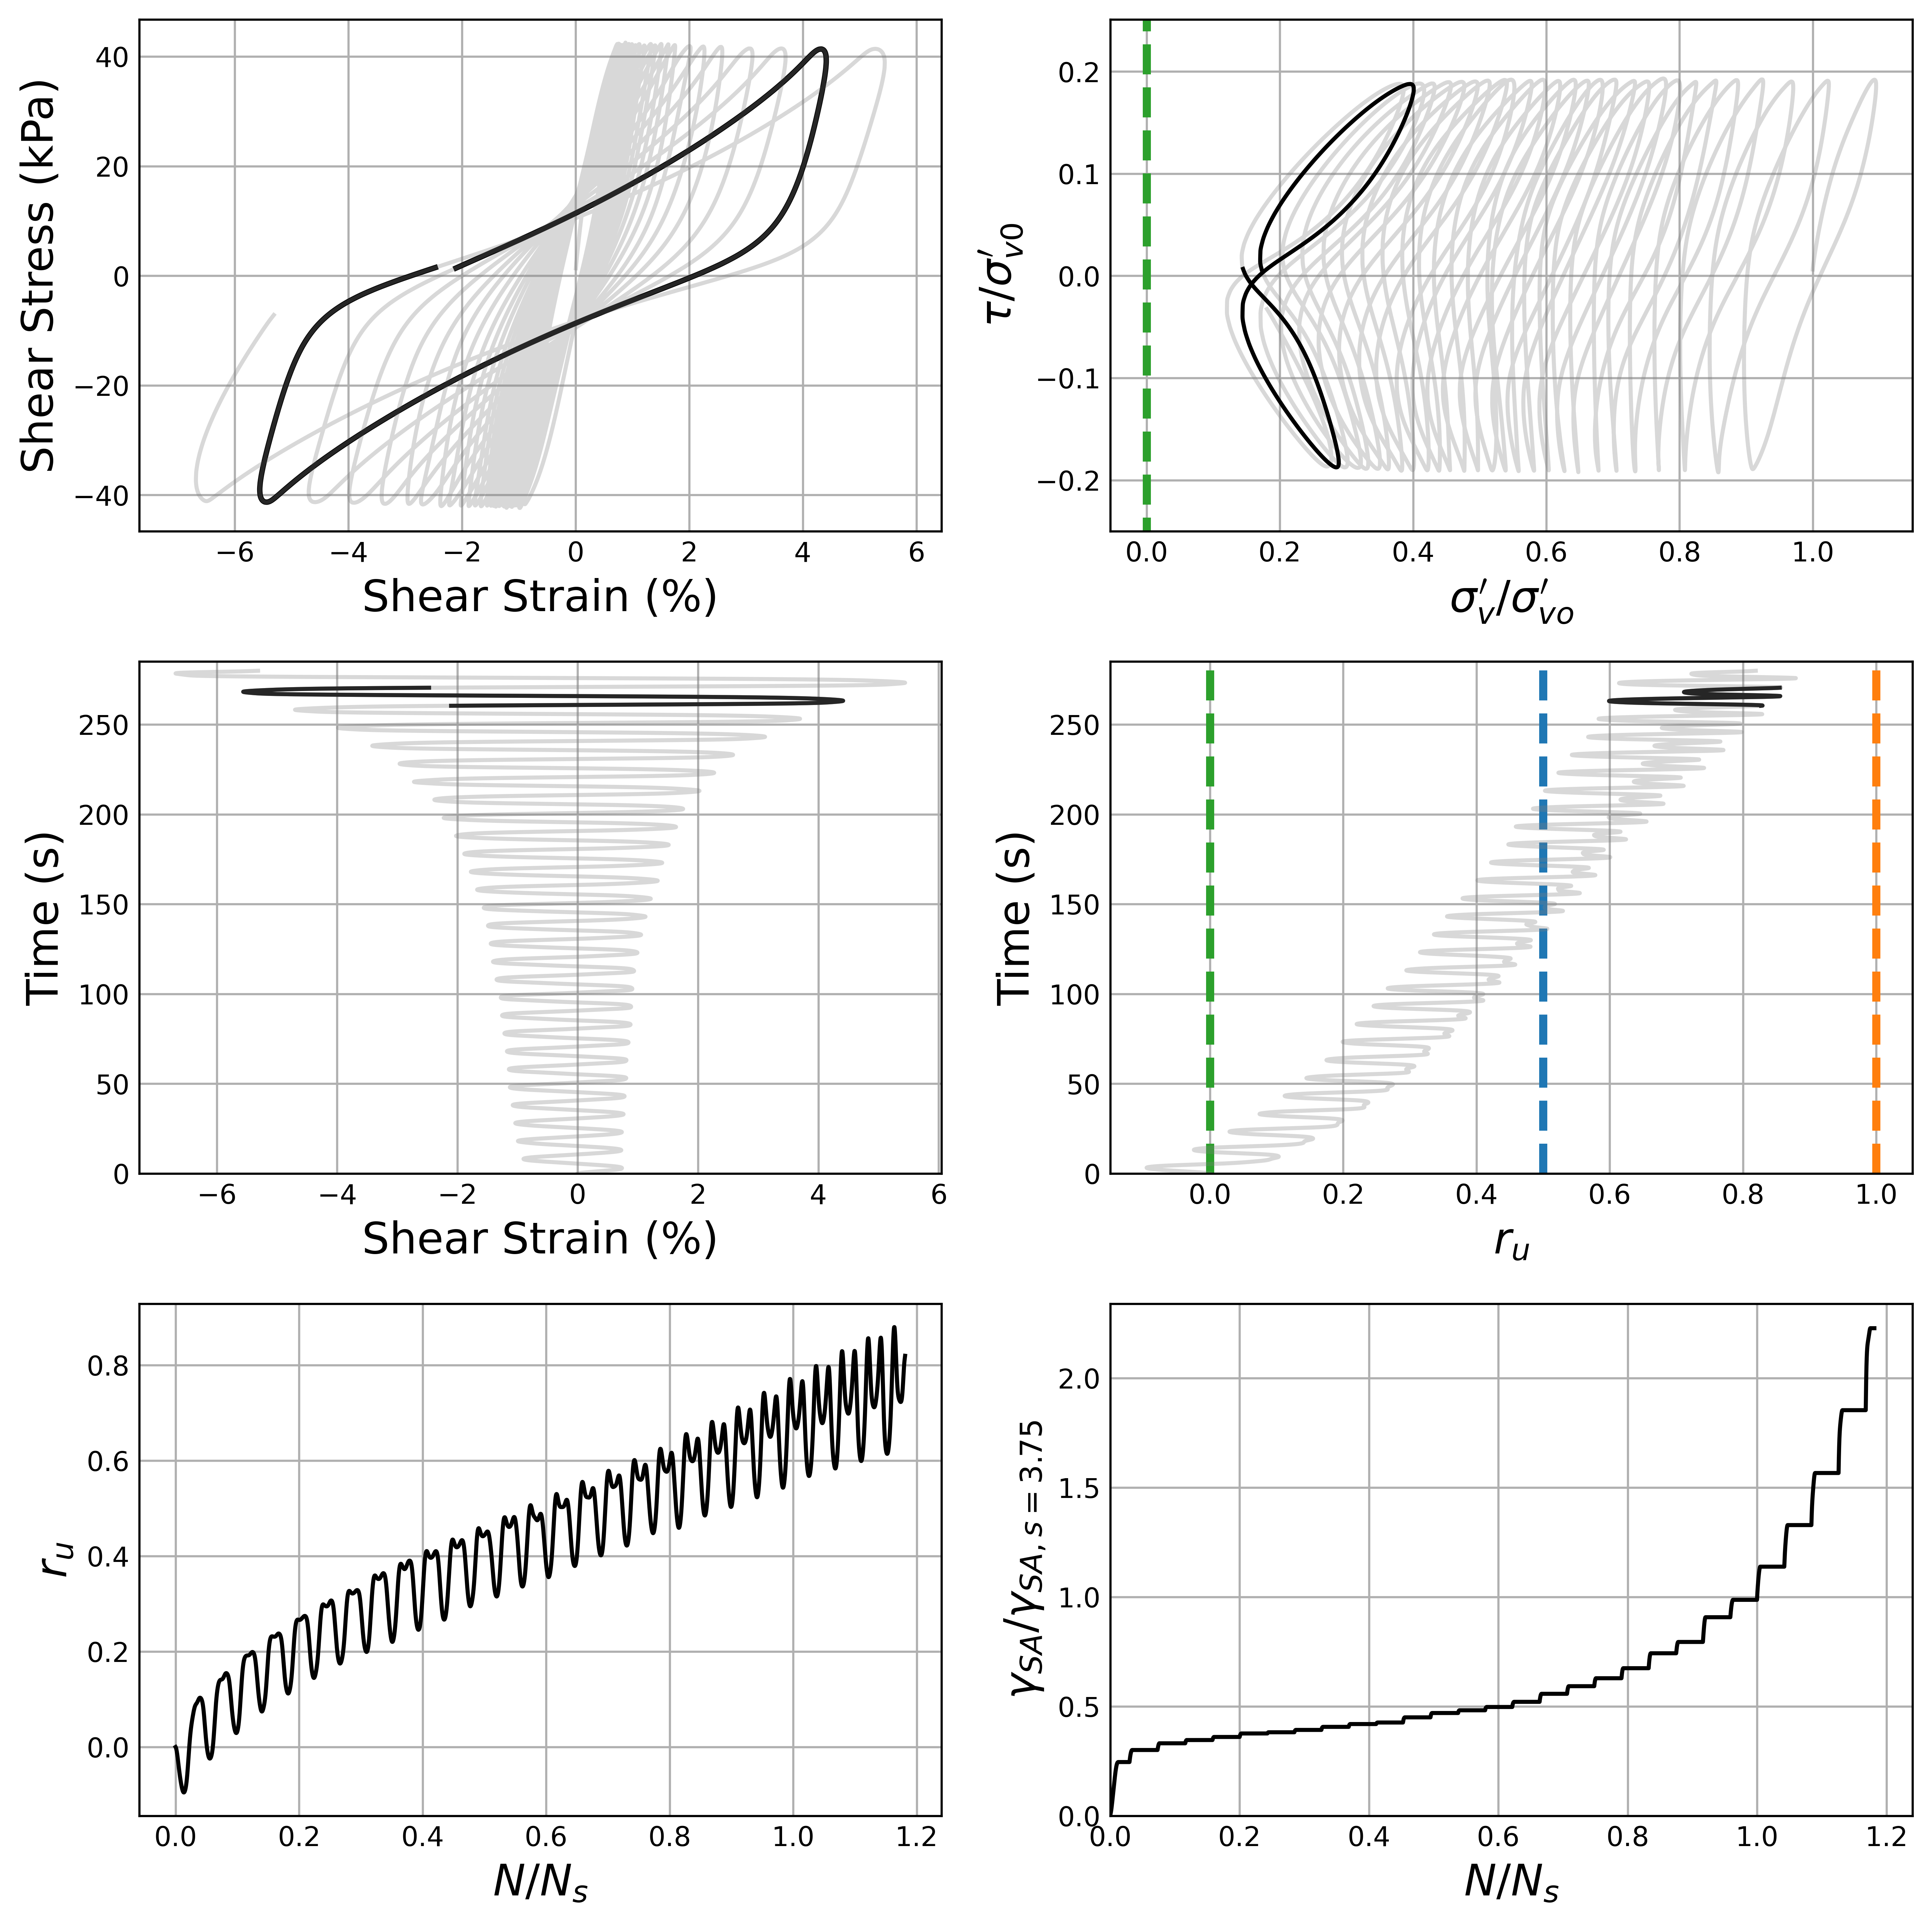 40
20
0
−20
−40
Shear Stress (kPa)
−6 −4 −2 0 2 4 6
Shear Strain (%)
0.2
0.1
0.0
−0.1
−0.2
τ/σ′v0
0.0 0.2 0.4 0.6 0.8 1.0
σ′v/σ′vo
250
200
150
100
50
0
Time (s)
−6 −4 −2 0 2 4 6
Shear Strain (%)
250
200
150
100
50
0
Time (s)
0.0 0.2 0.4 0.6 0.8 1.0
ru
0.8
0.6
0.4
0.2
0.0
ru
0.0 0.2 0.4 0.6 0.8 1.0 1.2
N/Ns
2.0
1.5
1.0
0.5
0.0
γSA/γSA, s = 3.75
0.0 0.2 0.4 0.6 0.8 1.0 1.2
N/Ns